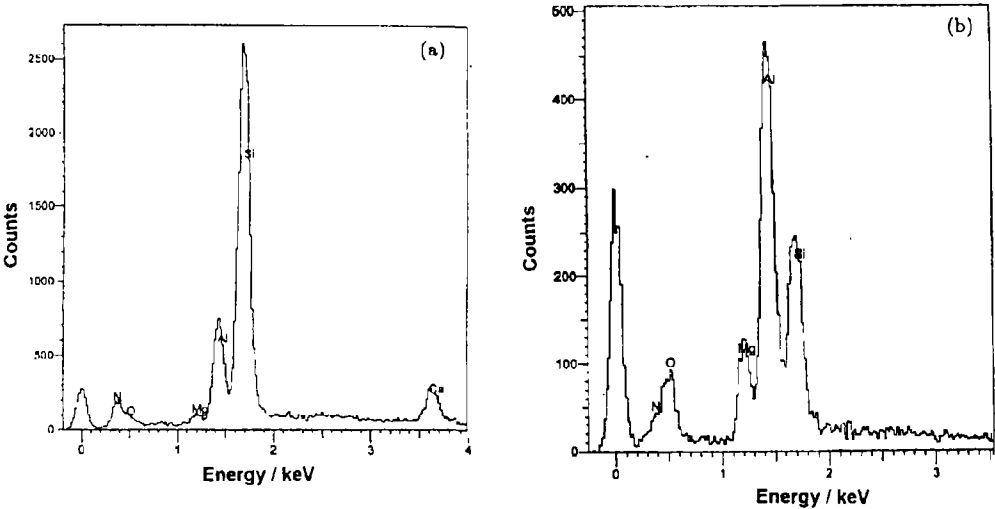 (a)
Counts
2500
2000
1500
1000
500
0
Si
Al
N
O
Mg
Ca
0 1 2 3 4
Energy / keV
(b)
Counts
500
400
300
200
100
0
Al
Si
Mg
O
N
0 1 2 3
Energy / keV